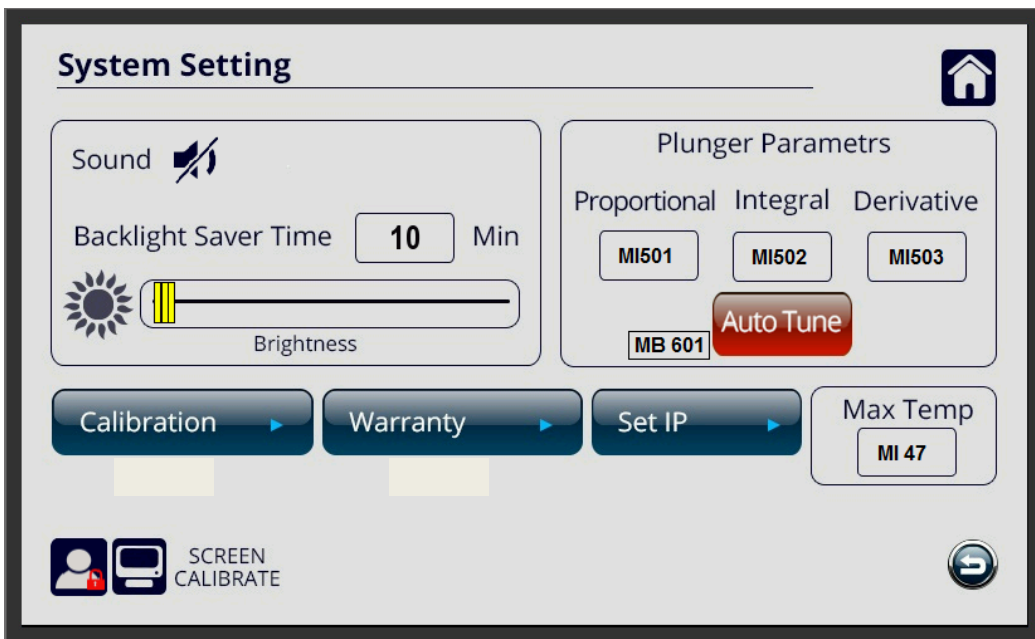 System Setting
Sound
Backlight Saver Time 10 Min
Brightness
Plunger Parametrs
Proportional Integral Derivative
MI501 MI502 MI503
Auto Tune
MB 601
Calibration
Warranty
Set IP
Max Temp
MI 47
SCREEN
CALIBRATE